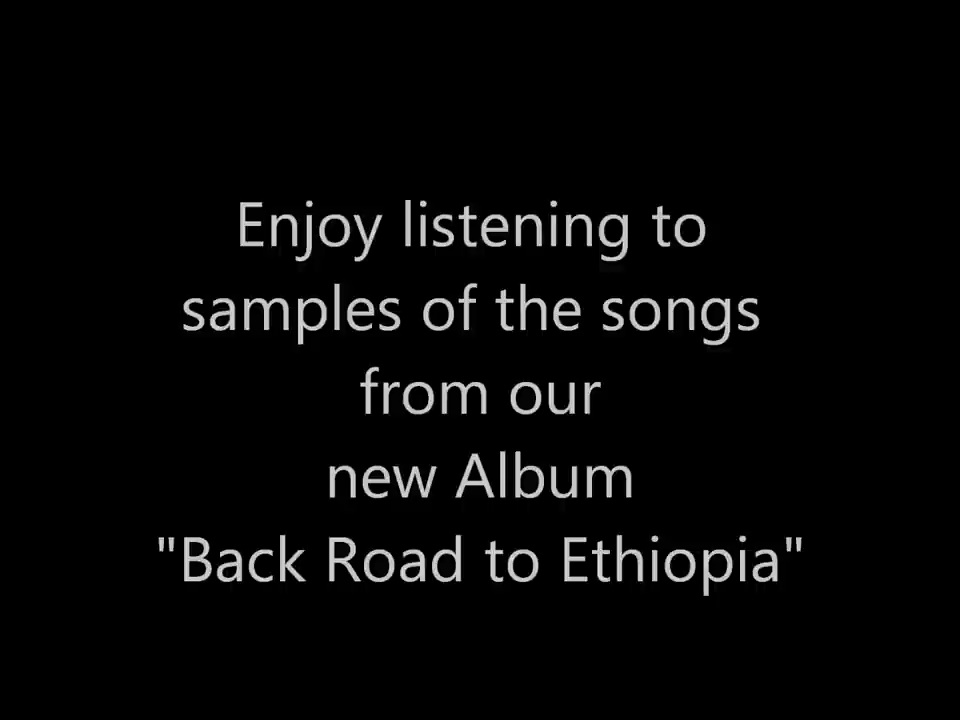 Enjoy listening to
samples of the songs
from our
new Album
"Back Road to Ethiopia"